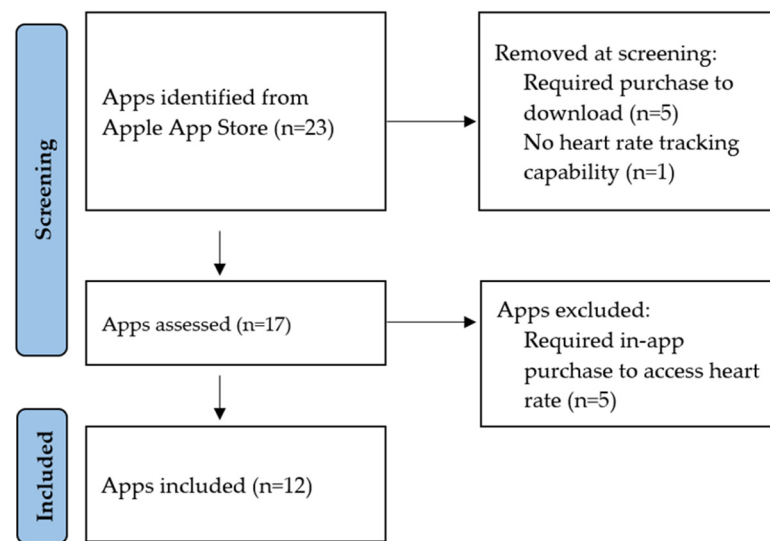 Screening
Apps identified from
Apple App Store (n=23)
Removed at screening:
Required purchase to
download (n=5)
No heart rate tracking
capability (n=1)
Apps assessed (n=17)
Apps excluded:
Required in-app
purchase to access heart
rate (n=5)
Included
Apps included (n=12)